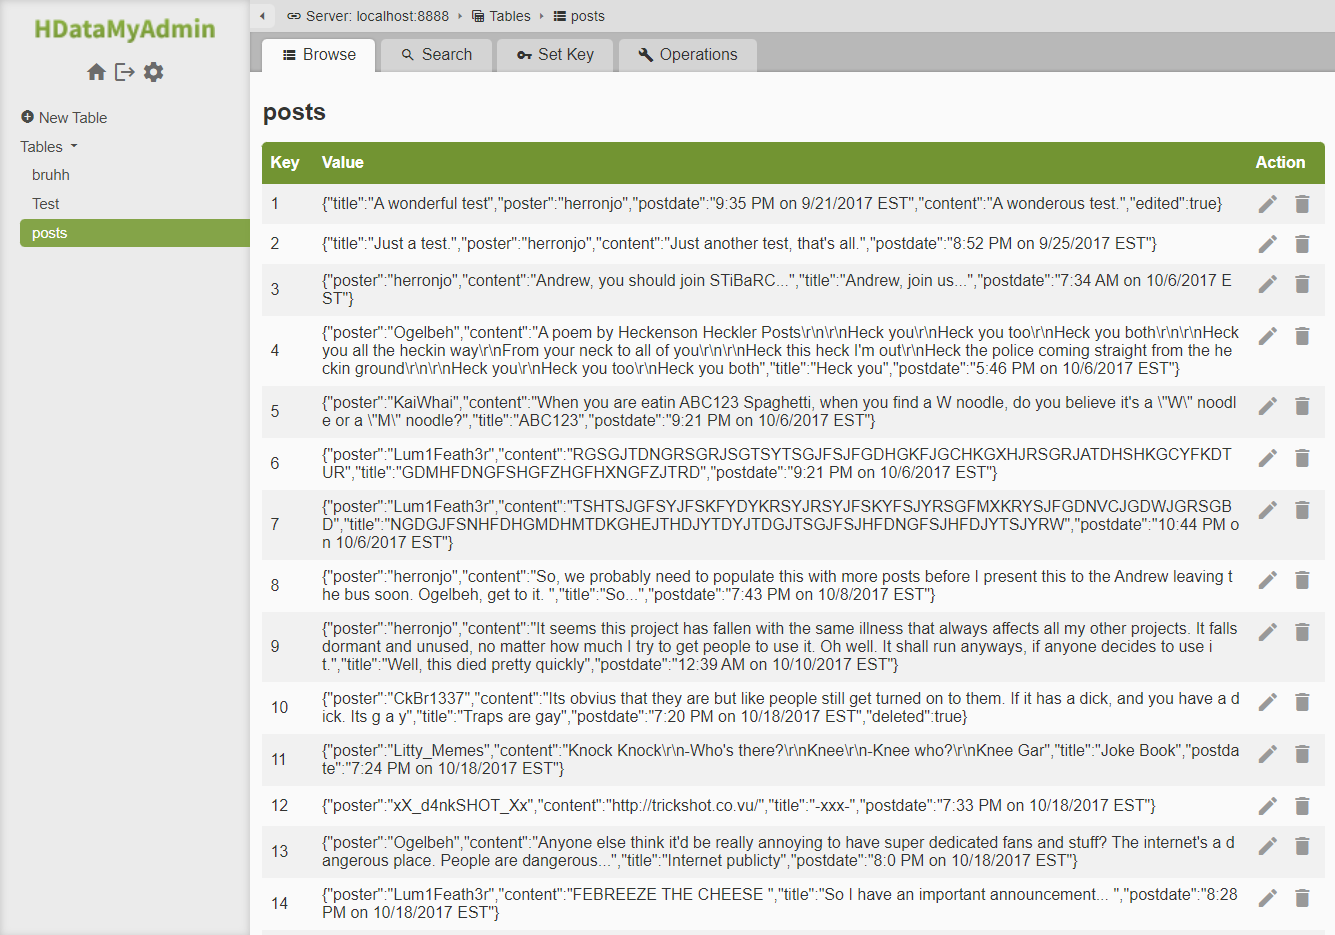 HDataMyAdmin
Server: localhost:8888
Tables
posts
Browse
Search
Set Key
Operations
New Table
Tables
bruhh
Test
posts
posts
Key Value Action
1 {"title":"A wonderful test","poster":"herronjo","postdate":"9:35 PM on 9/21/2017 EST","content":"A wonderous test.","edited":true}
2 {"title":"Just a test.","poster":"herronjo","content":"Just another test, that's all.","postdate":"8:52 PM on 9/25/2017 EST"}
3 {"poster":"herronjo","content":"Andrew, you should join STiBaRC...","title":"Andrew, join us...","postdate":"7:34 AM on 10/6/2017 E
ST"}
4 {"poster":"Ogelbeh","content":"A poem by Heckenson Heckler Posts\r\n\r\nHeck you\r\nHeck you too\r\nHeck you both\r\n\r\nHeck
you all the heckin way\r\nFrom your neck to all of you\r\n\r\nHeck this heck I'm out\r\nHeck the police coming straight from the he
ckin ground\r\n\r\nHeck you\r\nHeck you too\r\nHeck you both","title":"Heck you","postdate":"5:46 PM on 10/6/2017 EST"}
5 {"poster":"KaiWhai","content":"When you are eatin ABC123 Spaghetti, when you find a W noodle, do you believe it's a \"W\" noodl
e or a \"M\" noodle?","title":"ABC123","postdate":"9:21 PM on 10/6/2017 EST"}
6 {"poster":"Lum1Feath3r","content":"RGSGJTDNGRSGRJSGTSYTSGJFSJFGDHGKFJGCHKGXHJRSGRJATDHSHKGCYFKDT
UR","title":"GDMHFDNGFSHGFZHGFHXNGFZJTRD","postdate":"9:21 PM on 10/6/2017 EST"}
7 {"poster":"Lum1Feath3r","content":"TSHTSJGFSYJFSKFYDYKRSYJRSYJFSKYFSJYRSGFMXKRYSJFGDNVCJGDWJGRSGB
D","title":"NGDGJFSNHFDHGMDHMTDKGHEJTHDJYTDYJTDGJTSGJFSJHFDNGFSJHFDJYTSJYRW","postdate":"10:44 PM o
n 10/6/2017 EST"}
8 {"poster":"herronjo","content":"So, we probably need to populate this with more posts before I present this to the Andrew leaving t
he bus soon. Ogelbeh, get to it. ","title":"So...","postdate":"7:43 PM on 10/8/2017 EST"}
9 {"poster":"herronjo","content":"It seems this project has fallen with the same illness that always affects all my other projects. It falls
dormant and unused, no matter how much I try to get people to use it. Oh well. It shall run anyways, if anyone decides to use i
t.","title":"Well, this died pretty quickly","postdate":"12:39 AM on 10/10/2017 EST"}
10 {"poster":"CkBr1337","content":"Its obvius that they are but like people still get turned on to them. If it has a dick, and you have a d
ick. Its g a y","title":"Traps are gay","postdate":"7:20 PM on 10/18/2017 EST","deleted":true}
11 {"poster":"Litty_Memes","content":"Knock Knock\r\n-Who's there?\r\nKnee\r\n-Knee who?\r\nKnee Gar","title":"Joke Book","postda
te":"7:24 PM on 10/18/2017 EST"}
12 {"poster":"xX_d4nkSHOT_Xx","content":"http://trickshot.co.vu/","title":"-xxx-","postdate":"7:33 PM on 10/18/2017 EST"}
13 {"poster":"Ogelbeh","content":"Anyone else think it'd be really annoying to have super dedicated fans and stuff? The internet's a d
angerous place. People are dangerous...","title":"Internet publicty","postdate":"8:0 PM on 10/18/2017 EST"}
14 {"poster":"Lum1Feath3r","content":"FEBREEZE THE CHEESE ","title":"So I have an important announcement... ","postdate":"8:28
PM on 10/18/2017 EST"}